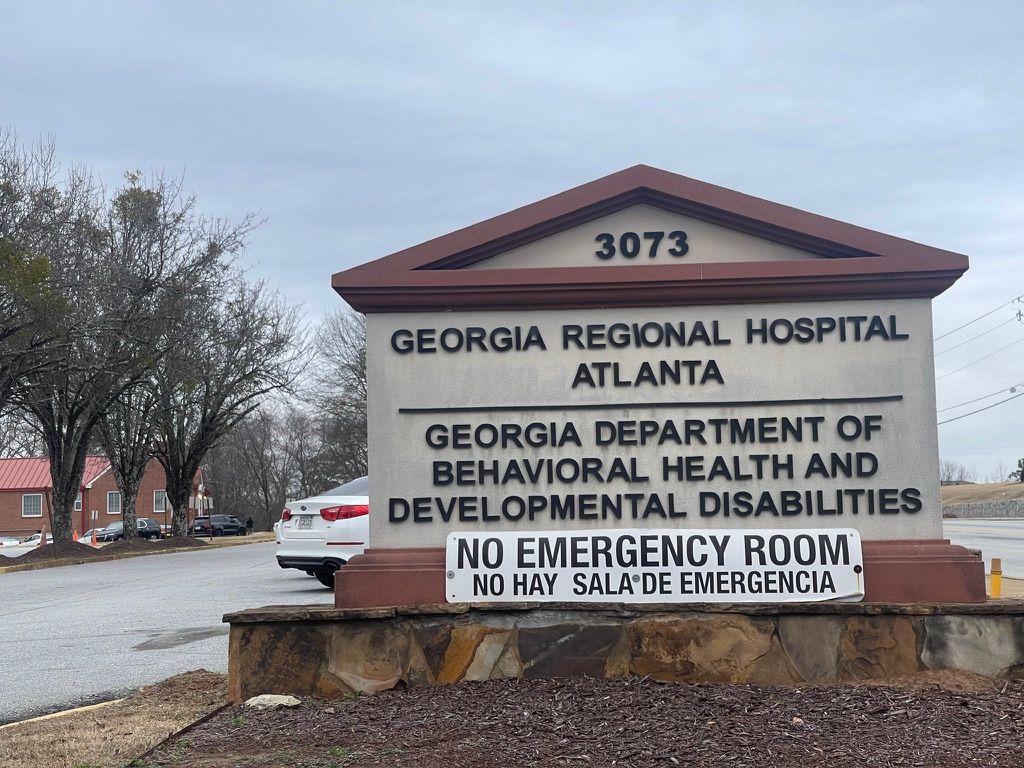 3073
GEORGIA REGIONAL HOSPITAL
ATLANTA
GEORGIA DEPARTMENT OF
BEHAVIORAL HEALTH AND
DEVELOPMENTAL DISABILITIES
NO EMERGENCY ROOM
NO HAY SALA DE EMERGENCIA